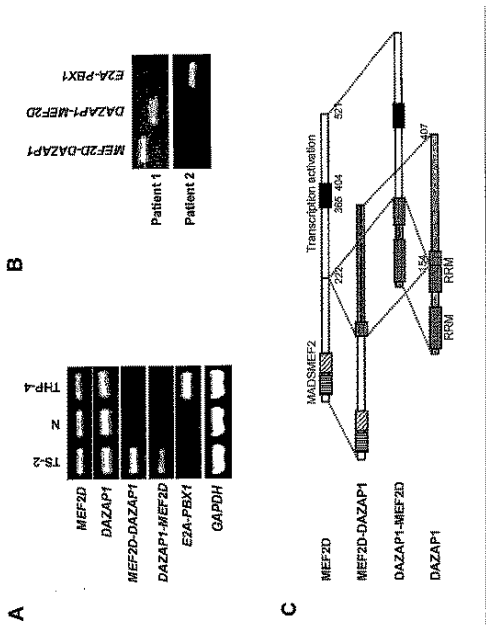 A
TS-2
N
THP-4
MEF2D
DAZAP1
MEF2D-DAZAP1
DAZAP1-MEF2D
E2A-PBX1
GAPDH
B
MEF2D-DAZAP1
DAZAP1-MEF2D
E2A-PBX1
Patient 1
Patient 2
C
MADSMEF2
Transcription activation
MEF2D
222
365 404
521
MEF2D-DAZAP1
DAZAP1-MEF2D
154
407
DAZAP1
RRM
RRM